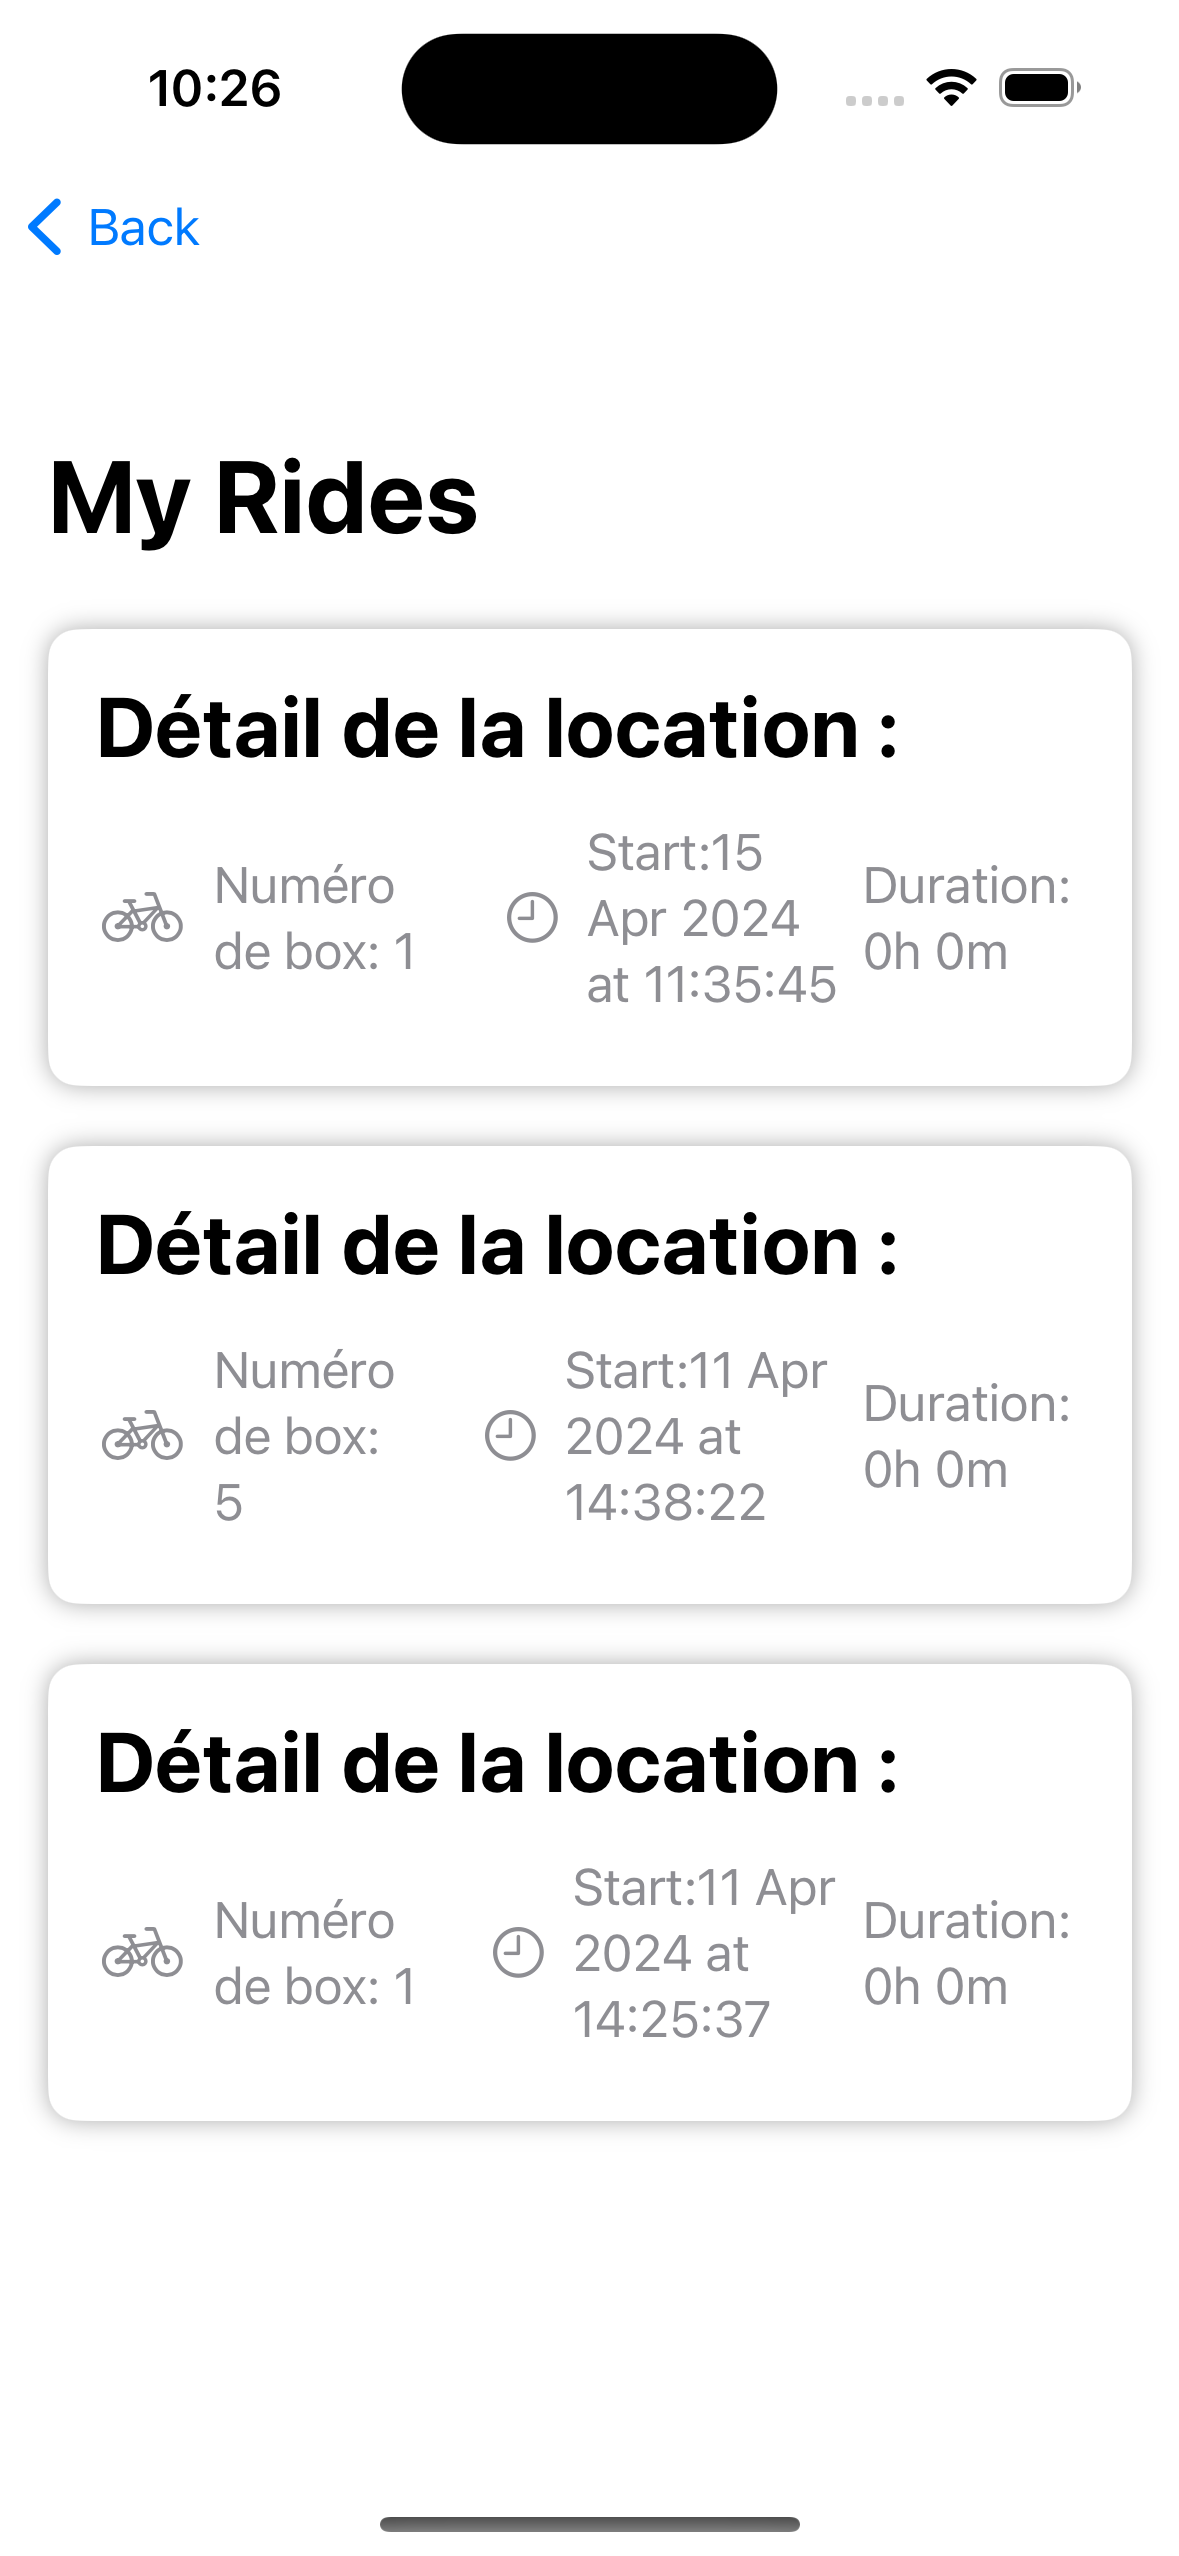 10:26
Back
My Rides
Détail de la location :
Numéro
de box: 1
Start:15
Apr 2024
at 11:35:45
Duration:
0h 0m
Détail de la location :
Numéro
de box:
5
Start:11 Apr
2024 at
14:38:22
Duration:
0h 0m
Détail de la location :
Numéro
de box: 1
Start:11 Apr
2024 at
14:25:37
Duration:
0h 0m